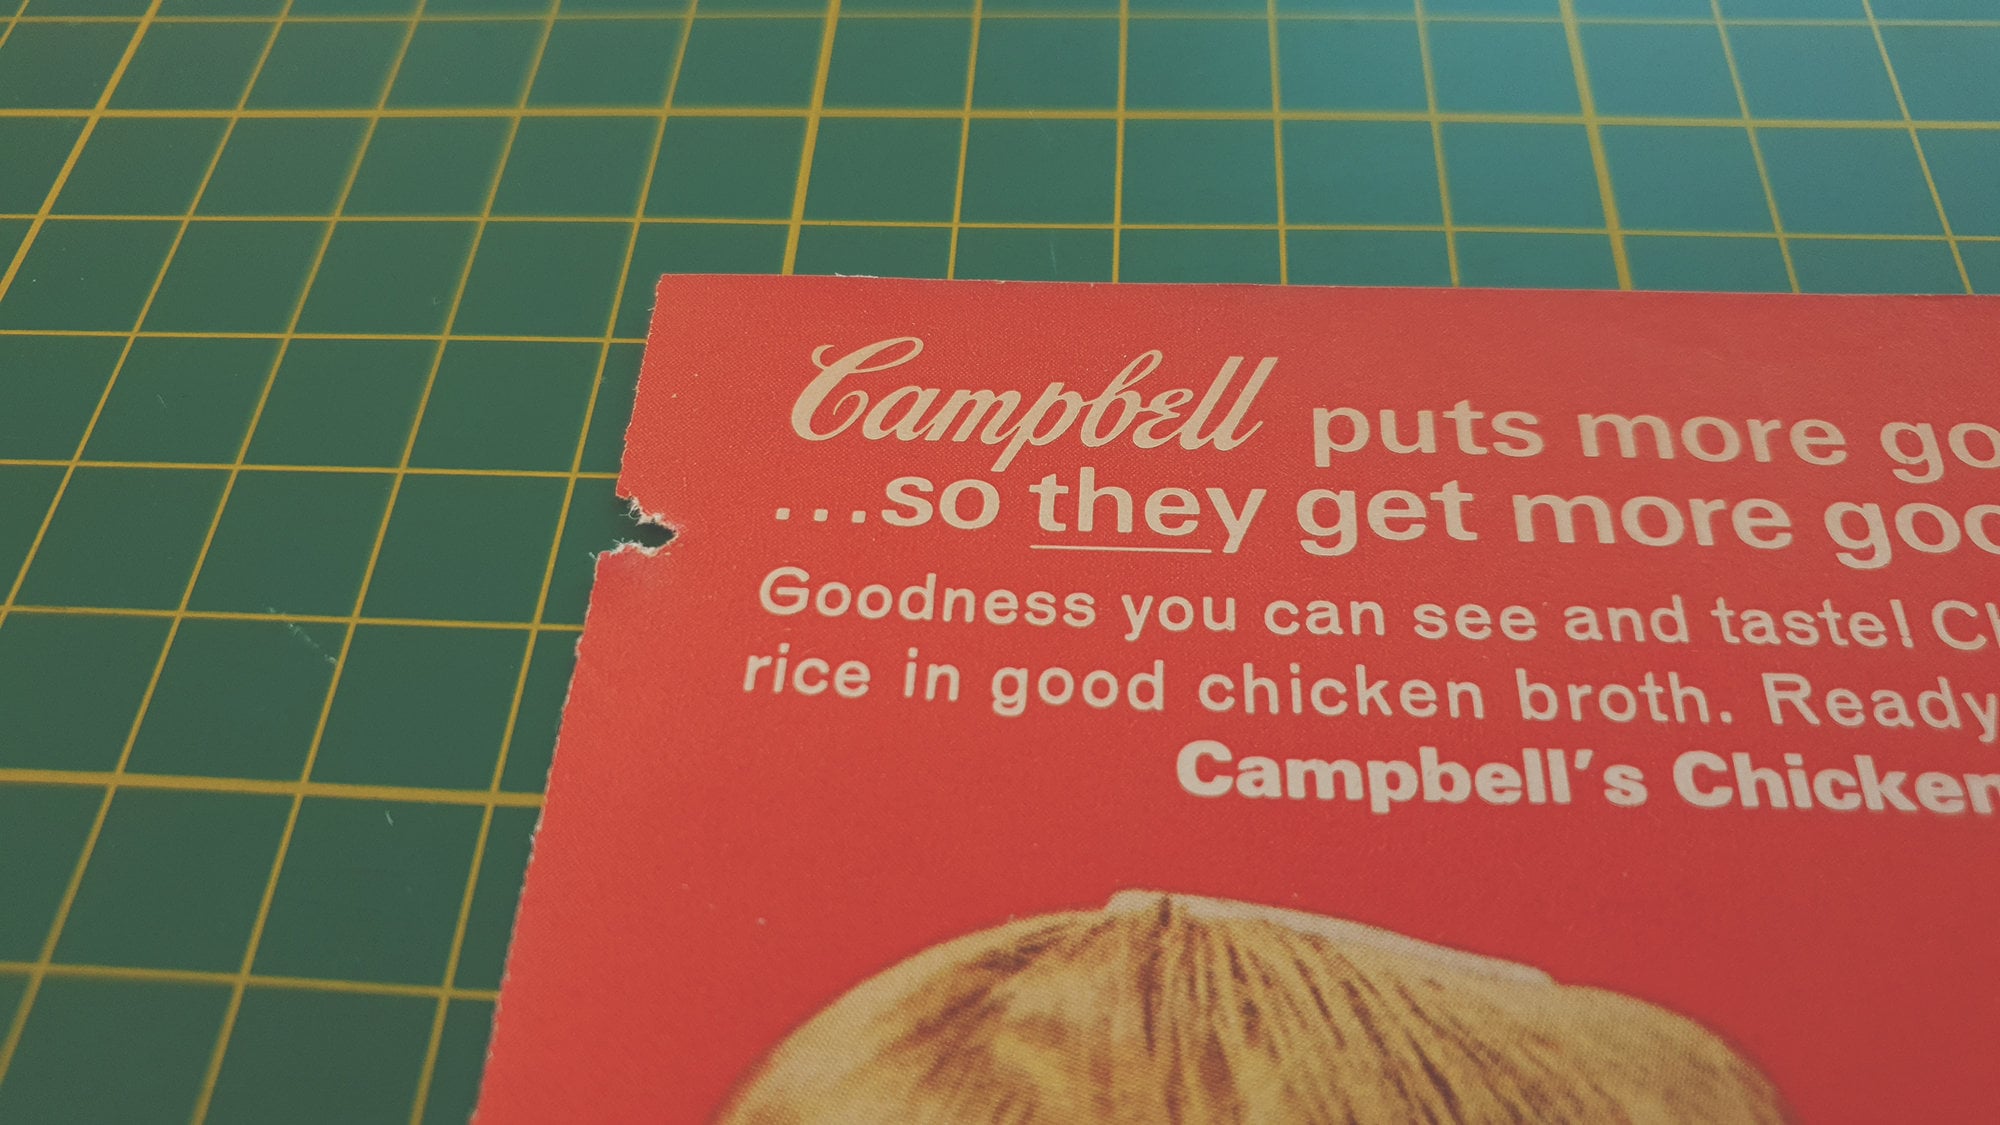 Campbell puts more go
...so they get more goo
Goodness you can see and taste! Ch
rice in good chicken broth. Ready
Campbell's Chicken